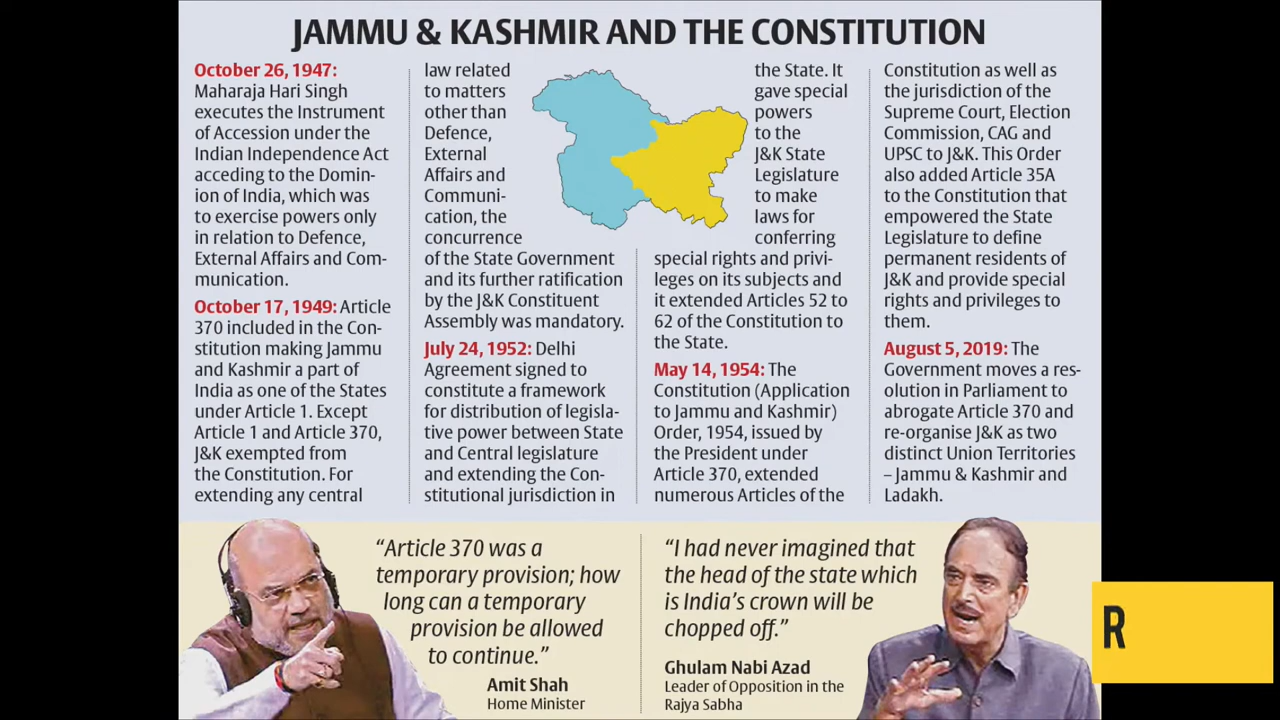 JAMMU & KASHMIR AND THE CONSTITUTION
October 26, 1947:
Maharaja Hari Singh
executes the Instrument
of Accession under the
Indian Independence Act
acceding to the Domin-
ion of India, which was
to exercise powers only
in relation to Defence,
External Affairs and Com-
munication.
October 17, 1949: Article
370 included in the Con-
stitution making Jammu
and Kashmir a part of
India as one of the States
under Article 1. Except
Article 1 and Article 370,
J&K exempted from
the Constitution. For
extending any central
law related
to matters
other than
Defence,
External
Affairs and
Communi-
cation, the
concurrence
of the State Government
and its further ratification
by the J&K Constituent
Assembly was mandatory.
July 24, 1952: Delhi
Agreement signed to
constitute a framework
for distribution of legisla-
tive power between State
and Central legislature
and extending the Con-
stitutional jurisdiction in
the State. It
gave special
powers
to the
J&K State
Legislature
to make
laws for
conferring
special rights and privi-
leges on its subjects and
it extended Articles 52 to
62 of the Constitution to
the State.
May 14, 1954: The
Constitution (Application
to Jammu and Kashmir)
Order, 1954, issued by
the President under
Article 370, extended
numerous Articles of the
Constitution as well as
the jurisdiction of the
Supreme Court, Election
Commission, CAG and
UPSC to J&K. This Order
also added Article 35A
to the Constitution that
empowered the State
Legislature to define
permanent residents of
J&K and provide special
rights and privileges to
them.
August 5, 2019: The
Government moves a res-
olution in Parliament to
abrogate Article 370 and
re-organise J&K as two
distinct Union Territories
– Jammu & Kashmir and
Ladakh.
“Article 370 was a
temporary provision; how
long can a temporary
provision be allowed
to continue.”
Amit Shah
Home Minister
“I had never imagined that
the head of the state which
is India’s crown will be
chopped off.”
Ghulam Nabi Azad
Leader of Opposition in the
Rajya Sabha
R